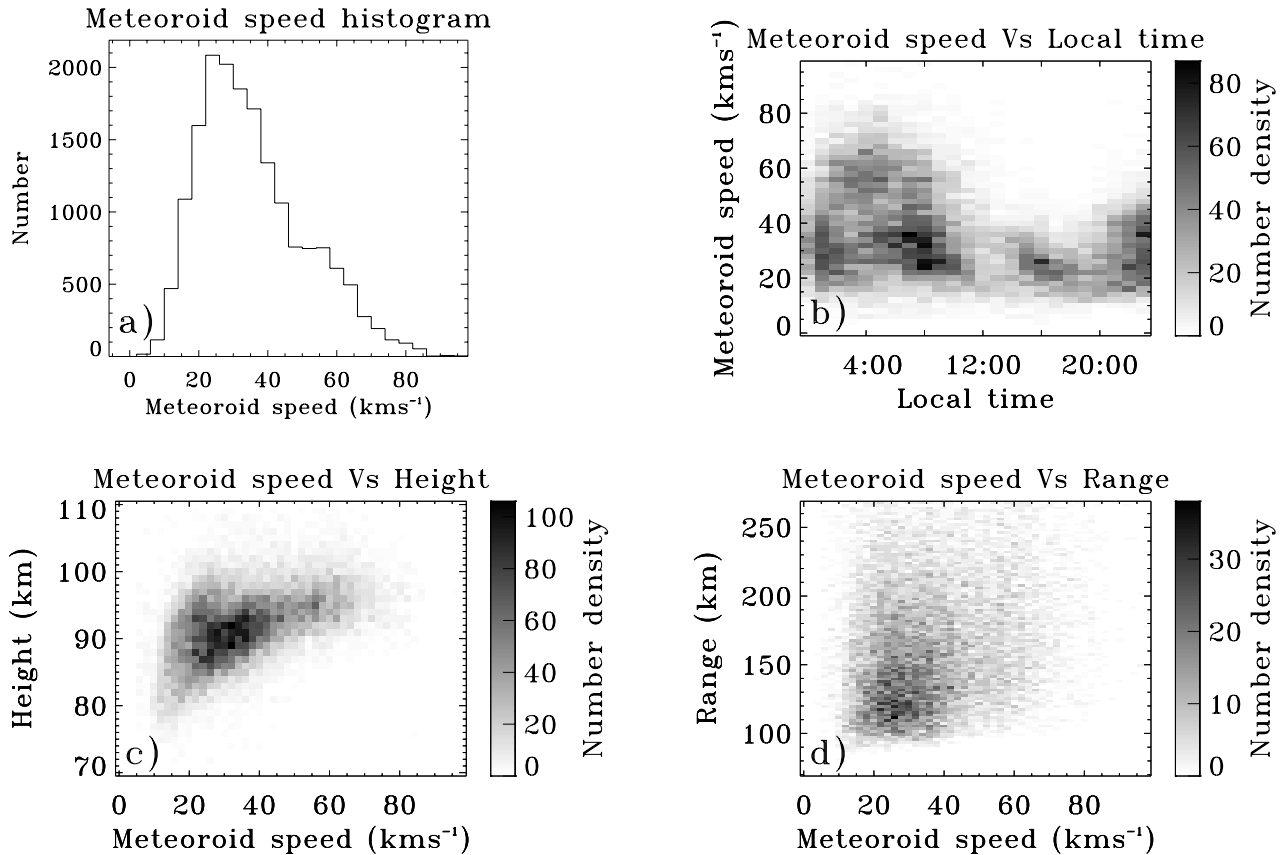 Meteoroid speed histogram
Number
2000
1500
1000
500
0
a)
0 20 40 60 80
Meteoroid speed (kms⁻¹)
Meteoroid speed Vs Local time
Meteoroid speed (kms⁻¹)
80
60
40
20
0
b)
4:00 12:00 20:00
Local time
80
60
40
20
0
Number density
Meteoroid speed Vs Height
Height (km)
110
100
90
80
70
c)
0 20 40 60 80
Meteoroid speed (kms⁻¹)
100
80
60
40
20
0
Number density
Meteoroid speed Vs Range
Range (km)
250
200
150
100
d)
0 20 40 60 80
Meteoroid speed (kms⁻¹)
30
20
10
0
Number density